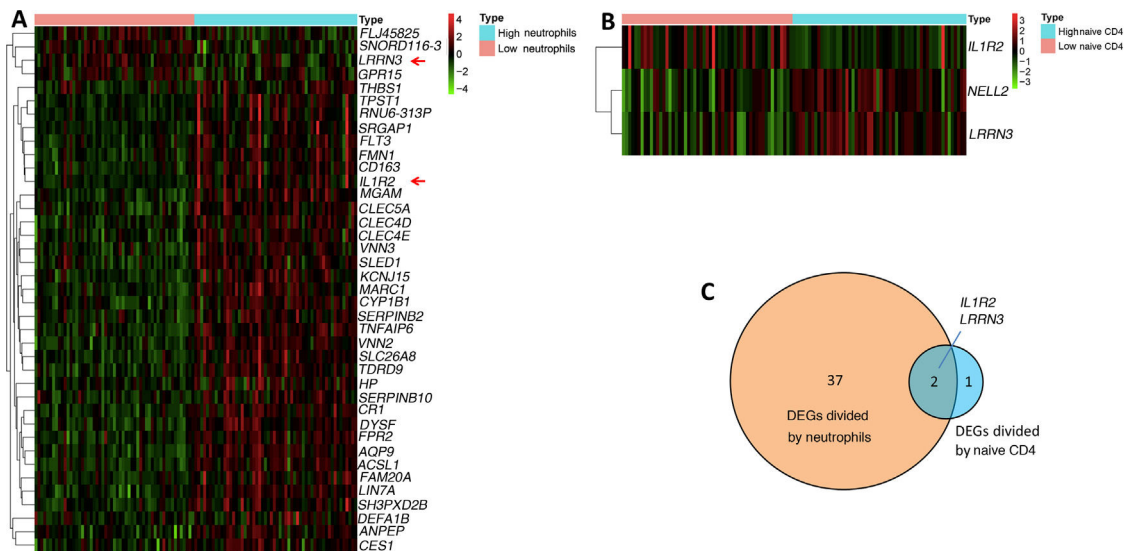 A
Type
FLJ45825
SNORD116-3
LRRN3
GPR15
THBS1
TPST1
RNU6-313P
SRGAP1
FLT3
FMN1
CD163
IL1R2
MGAM
CLEC5A
CLEC4D
CLEC4E
VNN3
SLED1
KCNJ15
MARC1
CYP1B1
SERPINB2
TNFAIP6
VNN2
SLC26A8
TDRD9
HP
SERPINB10
CR1
DYSF
FPR2
AQP9
ACSL1
FAM20A
LIN7A
SH3PXD2B
DEFA1B
ANPEP
CES1
4
2
0
−2
−4
Type
High neutrophils
Low neutrophils
B
Type
IL1R2
NELL2
LRRN3
3
2
1
0
−1
−2
−3
Type
Highnaive CD4
Low naive CD4
C
IL1R2
LRRN3
37
2
1
DEGs divided
by neutrophils
DEGs divided
by naive CD4